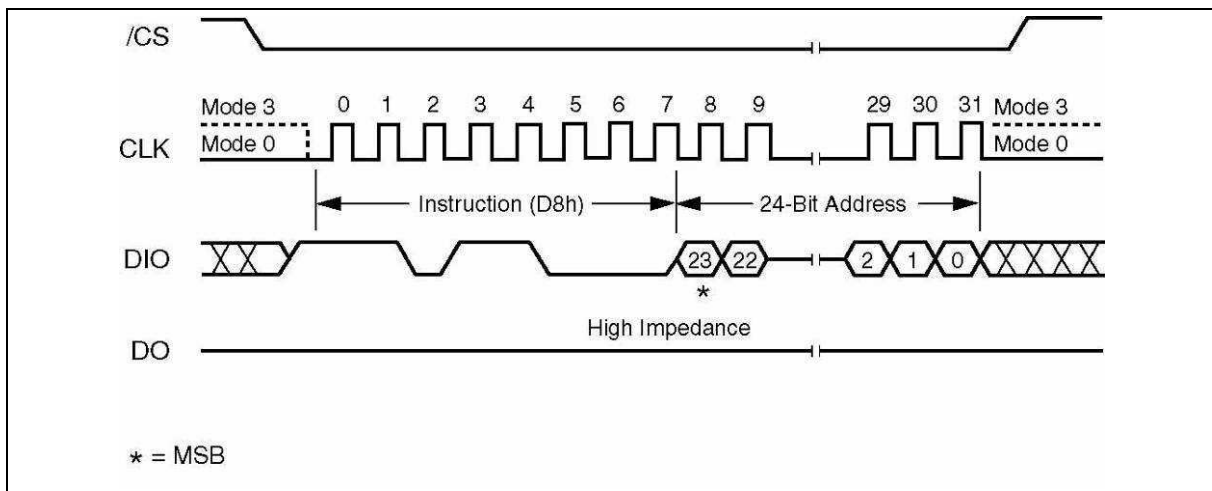 /CS
Mode 3
0 1 2 3 4 5 6 7 8 9 29 30 31
Mode 3
CLK
Mode 0
Mode 0
Instruction (D8h)
24-Bit Address
DIO
23 22 2 1 0
*
High Impedance
DO
* = MSB